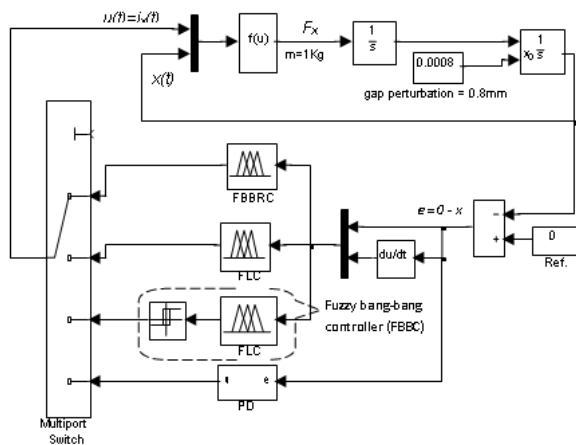 u(t)=iₓ(t)
x(t)
f(u)
Fx
m=1Kg
1
s
0.0008
x₀
1
s
gap perturbation = 0.8mm
FBBRC
FLC
Fuzzy bang-bang
controller (FBBC)
FLC
PD
e
du/dt
e=0 - x
-
+
0
Ref.
Multiport
Switch